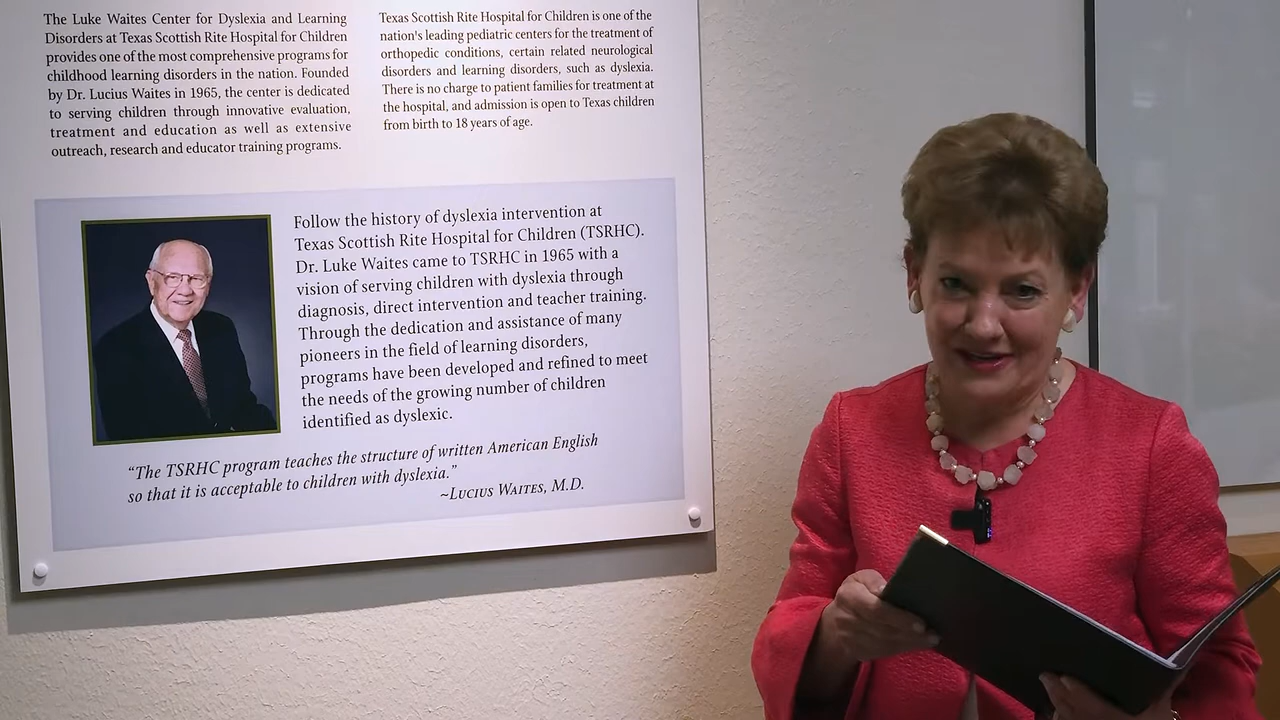 The Luke Waites Center for Dyslexia and Learning
Disorders at Texas Scottish Rite Hospital for Children
provides one of the most comprehensive programs for
childhood learning disorders in the nation. Founded
by Dr. Lucius Waites in 1965, the center is dedicated
to serving children through innovative evaluation,
treatment and education as well as extensive
outreach, research and educator training programs.
Texas Scottish Rite Hospital for Children is one of the
nation's leading pediatric centers for the treatment of
orthopedic conditions, certain related neurological
disorders and learning disorders, such as dyslexia.
There is no charge to patient families for treatment at
the hospital, and admission is open to Texas children
from birth to 18 years of age.
Follow the history of dyslexia intervention at
Texas Scottish Rite Hospital for Children (TSRHC).
Dr. Luke Waites came to TSRHC in 1965 with a
vision of serving children with dyslexia through
diagnosis, direct intervention and teacher training.
Through the dedication and assistance of many
pioneers in the field of learning disorders,
programs have been developed and refined to meet
the needs of the growing number of children
identified as dyslexic.
“The TSRHC program teaches the structure of written American English
so that it is acceptable to children with dyslexia.”
~LUCIUS WAITES, M.D.